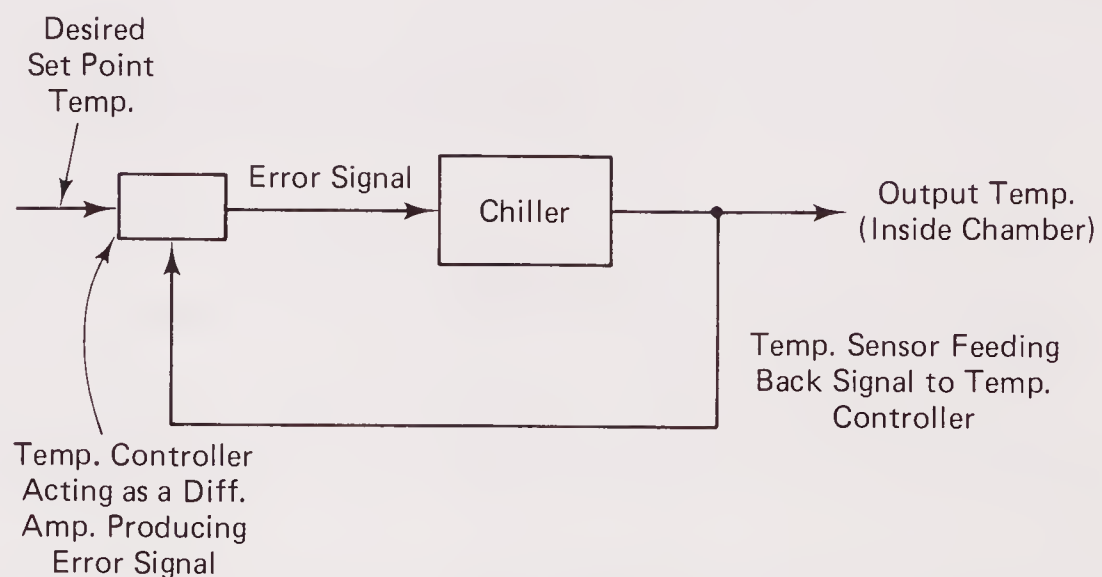 Desired
Set Point
Temp.
Error Signal
Chiller
Output Temp.
(Inside Chamber)
Temp. Sensor Feeding
Back Signal to Temp.
Controller
Temp. Controller
Acting as a Diff.
Amp. Producing
Error Signal